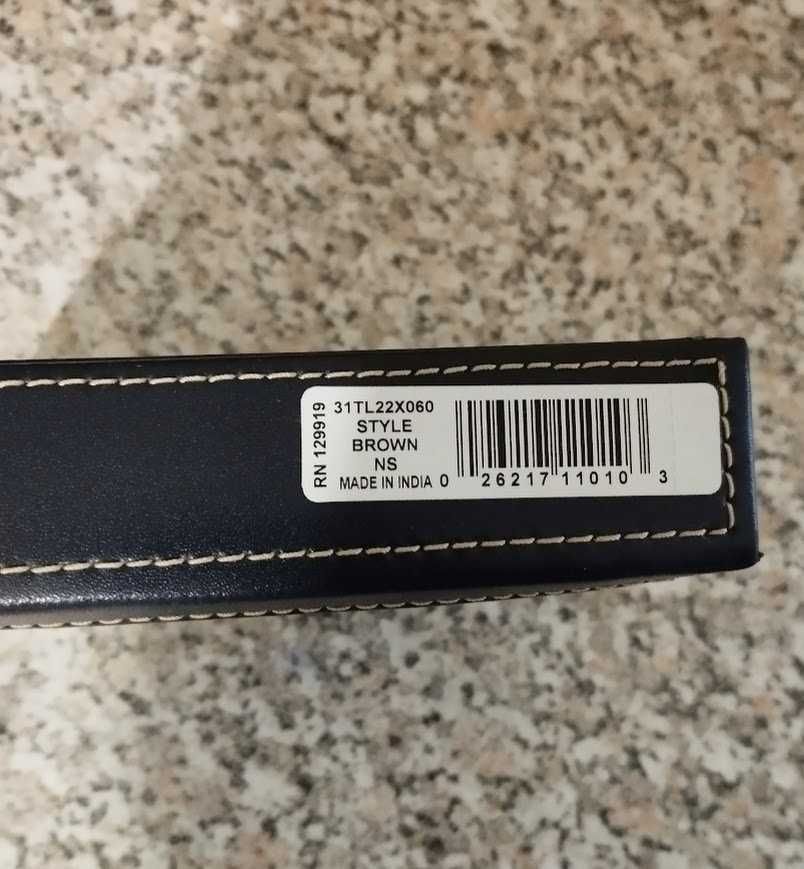 RN 129919
31TL22X060
STYLE
BROWN
NS
MADE IN INDIA
0 26217 11010 3